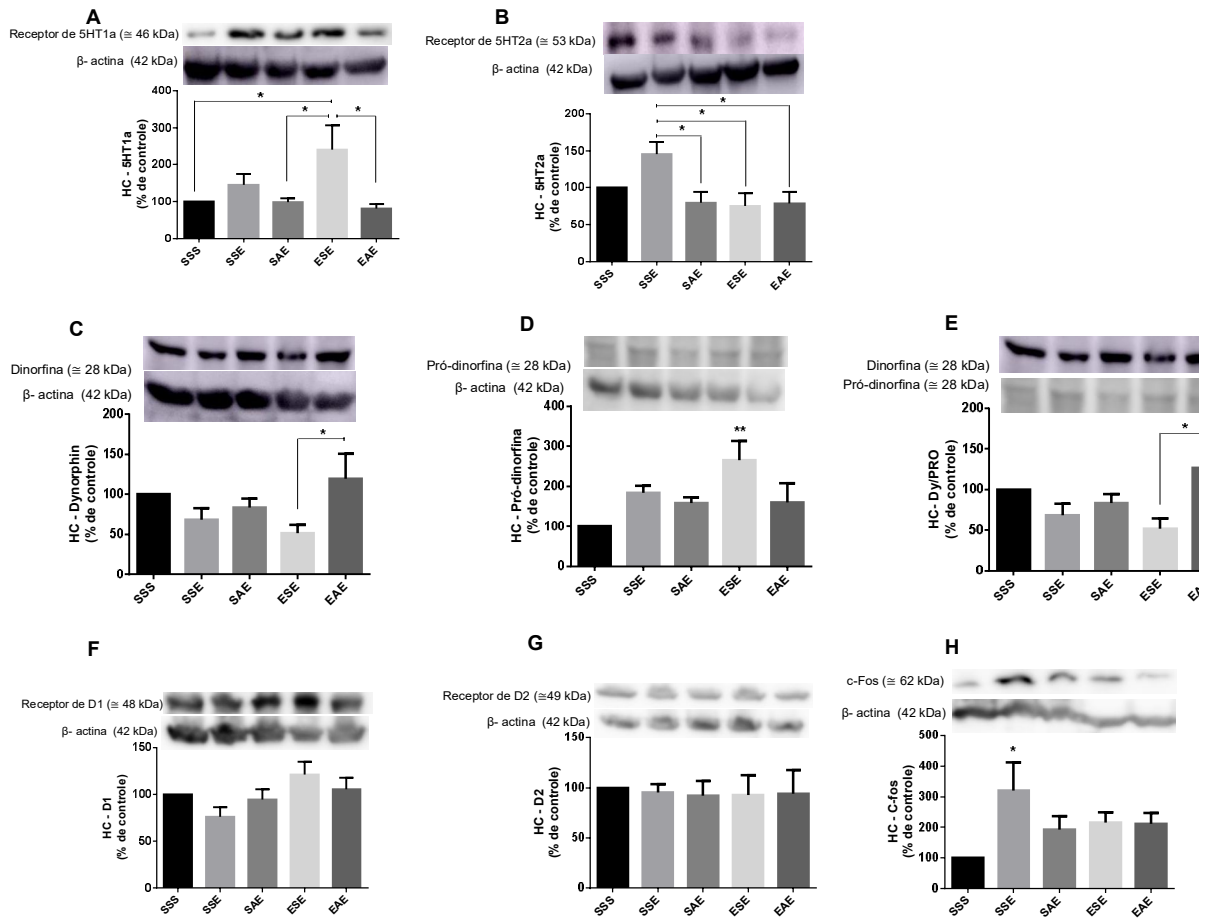 A
Receptor de 5HT1a (≅ 46 kDa)
β- actina (42 kDa)
400
300
200
100
0
HC - 5HT1a
(% de controle)
*
*
*
SSS
SSE
SAE
ESE
EAE
B
Receptor de 5HT2a (≅ 53 kDa)
β- actina (42 kDa)
200
150
100
50
0
HC - 5HT2a
(% de controle)
*
*
*
SSS
SSE
SAE
ESE
EAE
C
Dinorfina (≅ 28 kDa)
β- actina (42 kDa)
200
150
100
50
0
HC - Dynorphin
(% de controle)
*
SSS
SSE
SAE
ESE
EAE
D
Pró-dinorfina (≅ 28 kDa)
β- actina (42 kDa)
400
300
200
100
0
HC - Pró-dinorfina
(% de controle)
**
SSS
SSE
SAE
ESE
EAE
E
Dinorfina (≅ 28 kDa)
Pró-dinorfina (≅ 28 kDa)
200
150
100
50
0
HC- Dy/PRO
(% de controle)
*
SSS
SSE
SAE
ESE
F
Receptor de D1 (≅ 48 kDa)
β- actina (42 kDa)
150
100
50
0
HC - D1
(% de controle)
SSS
SSE
SAE
ESE
EAE
G
Receptor de D2 (≅49 kDa)
β- actina (42 kDa)
150
100
50
0
HC - D2
(% de controle)
SSS
SSE
SAE
ESE
EAE
H
c-Fos (≅ 62 kDa)
β- actina (42 kDa)
500
400
300
200
100
0
HC - C-fos
(% de controle)
*
SSS
SSE
SAE
ESE
EAE